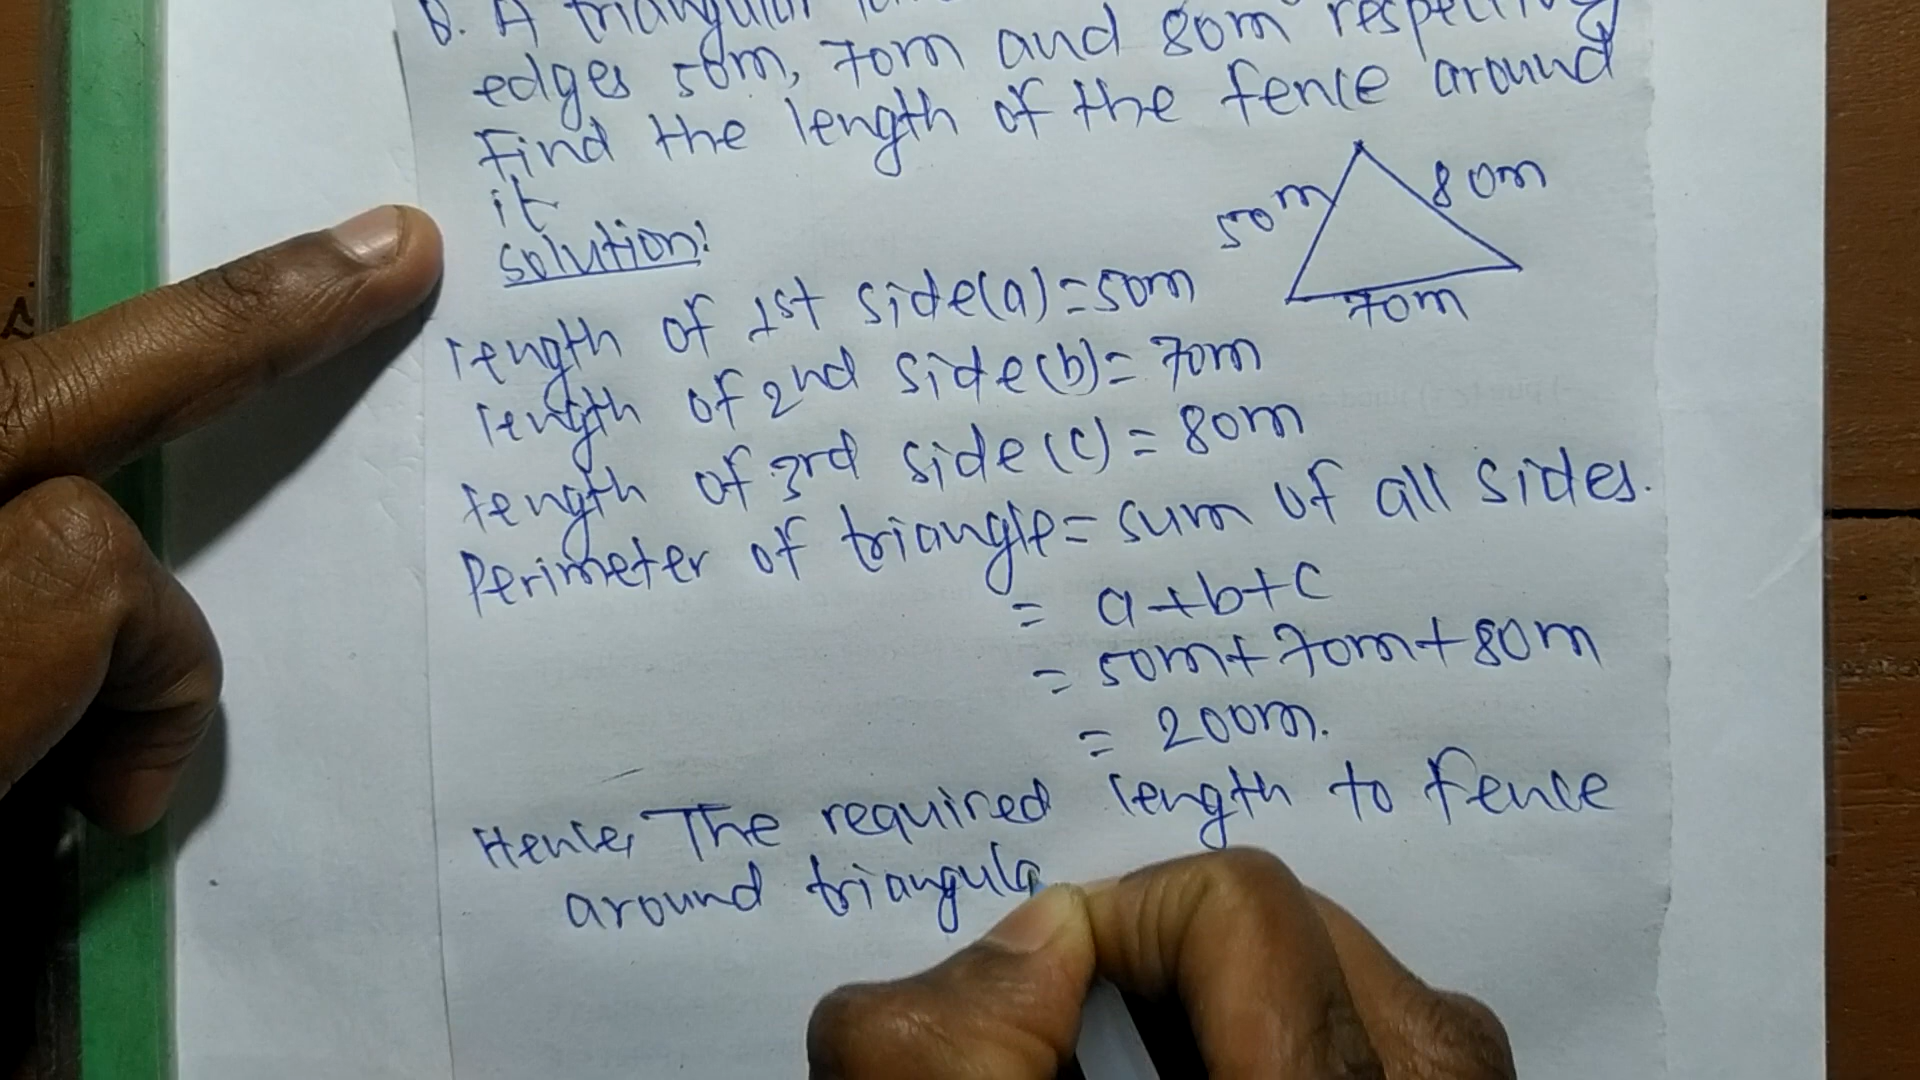 Q. A triangular
edges 50m, 70m and 80m respectively
Find the length of the fence around
it
solution:
50m
80m
70m
length of 1st side(a)=50m
length of 2nd side(b)= 70m
length of 3rd side(c)= 80m
Perimeter of triangle= sum of all sides.
= a+b+c
= 50m+70m+80m
= 200m.
Hence, The required length to fence
around triangula